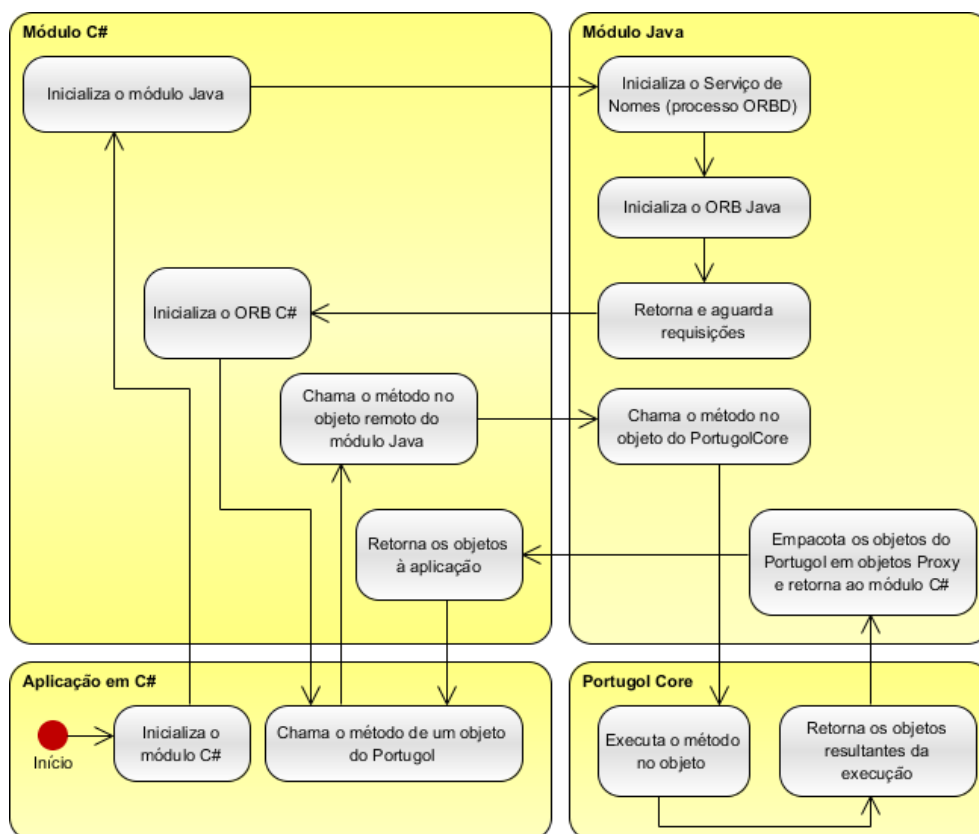 Módulo C#
Inicializa o módulo Java
Inicializa o ORB C#
Chama o método no
objeto remoto do
módulo Java
Retorna os objetos
à aplicação
Módulo Java
Inicializa o Serviço de
Nomes (processo ORBD)
Inicializa o ORB Java
Retorna e aguarda
requisições
Chama o método no
objeto do PortugolCore
Empacota os objetos do
Portugol em objetos Proxy
e retorna ao módulo C#
Aplicação em C#
Início
Inicializa o
módulo C#
Chama o método de um objeto
do Portugol
Portugol Core
Executa o método
no objeto
Retorna os objetos
resultantes da
execução